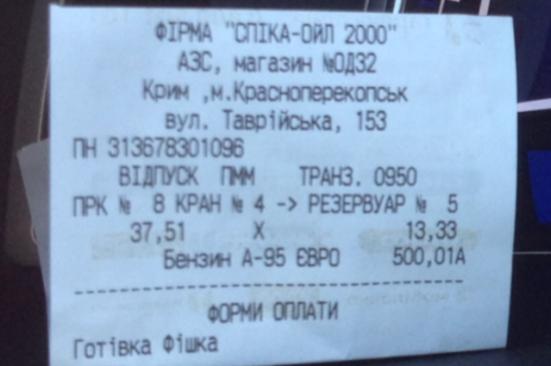 ФІРМА "СПІКА-ОЙЛ 2000"
АЗС, магазин №ОДЗ2
Крим ,м.Красноперекопськ
вул. Таврійська, 153
ПН 313678301096
ВІДПУСК ПММ ТРАНЗ. 0950
ПРК № 8 КРАН № 4 -> РЕЗЕРВУАР № 5
37,51 X 13,33
Бензин А-95 ЄВРО 500,01А
----------------------------------------
ФОРМИ ОПЛАТИ
Готівка Фішка